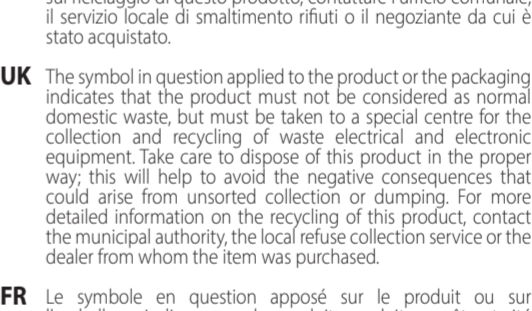 sul riciclaggio di questo prodotto, contattare l'ufficio comunale,
il servizio locale di smaltimento rifiuti o il negoziante da cui è
stato acquistato.
UK The symbol in question applied to the product or the packaging
indicates that the product must not be considered as normal
domestic waste, but must be taken to a special centre for the
collection and recycling of waste electrical and electronic
equipment. Take care to dispose of this product in the proper
way; this will help to avoid the negative consequences that
could arise from unsorted collection or dumping. For more
detailed information on the recycling of this product, contact
the municipal authority, the local refuse collection service or the
dealer from whom the item was purchased.
FR Le symbole en question apposé sur le produit ou sur